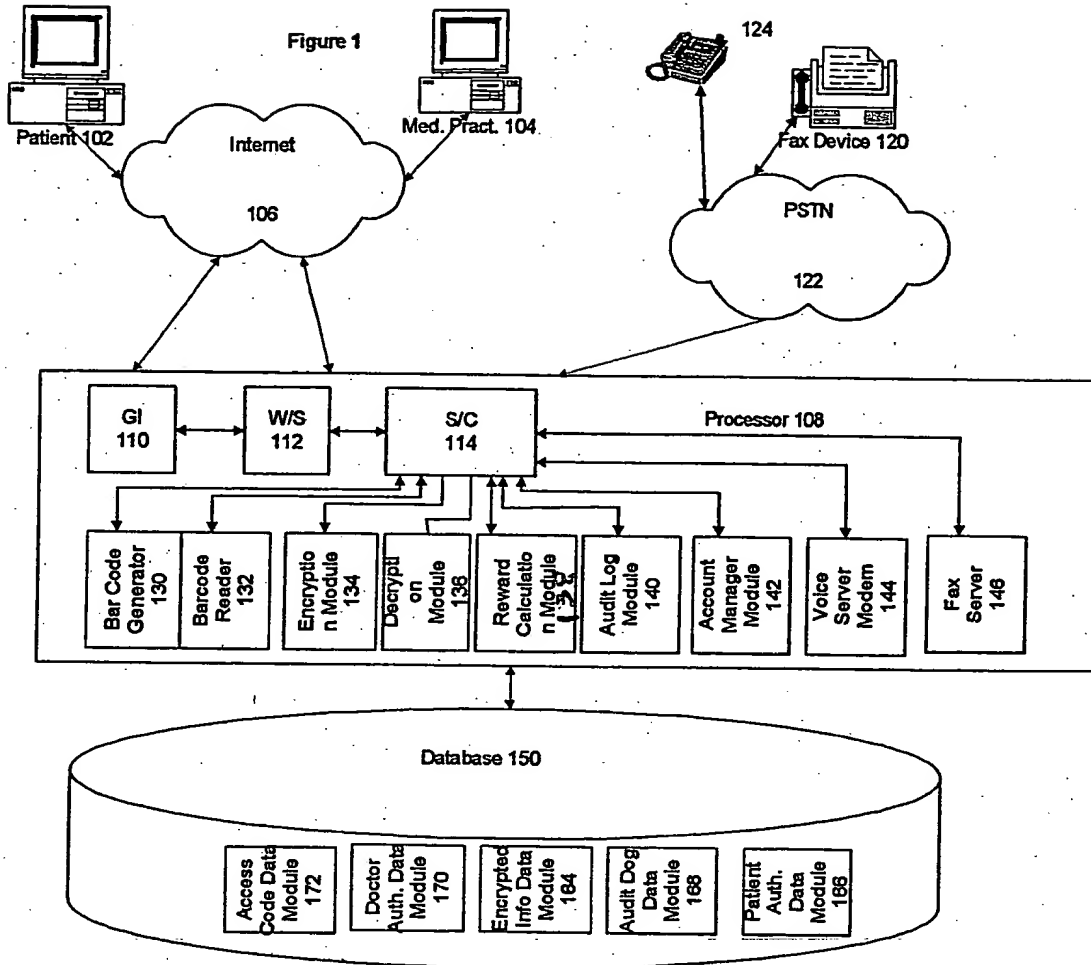 Figure 1
124
Patient 102
Med. Pract. 104
Fax Device 120
Internet
106
PSTN
122
GI
110
W/S
112
S/C
114
Processor 108
Bar Code
Generator
130
Barcode
Reader
132
Encryptio
n Module
134
Decrypti
on
Module
136
Reward
Calculatio
n Module
138
Audit Log
Module
140
Account
Manager
Module
142
Voice
Server
Modem
144
Fax
Server
146
Database 150
Access
Code Data
Module
172
Doctor
Auth. Data
Module
170
Encrypted
Info Data
Module
164
Audit Dog
Data
Module
168
Patient
Auth.
Data
Module
166